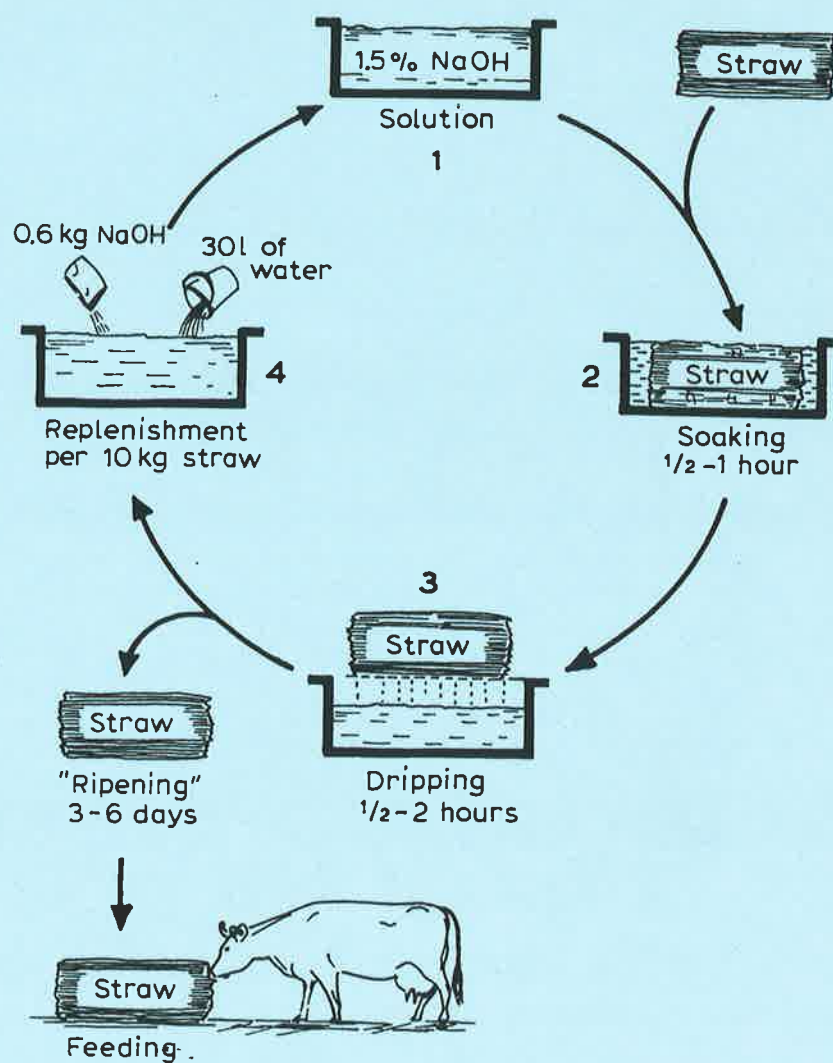 1.5% NaOH
Solution
1
Straw
2
Straw
Soaking
1/2-1 hour
3
Straw
Dripping
1/2-2 hours
0.6 kg NaOH
30 l of
water
4
Replenishment
per 10 kg straw
Straw
"Ripening"
3-6 days
Straw
Feeding.